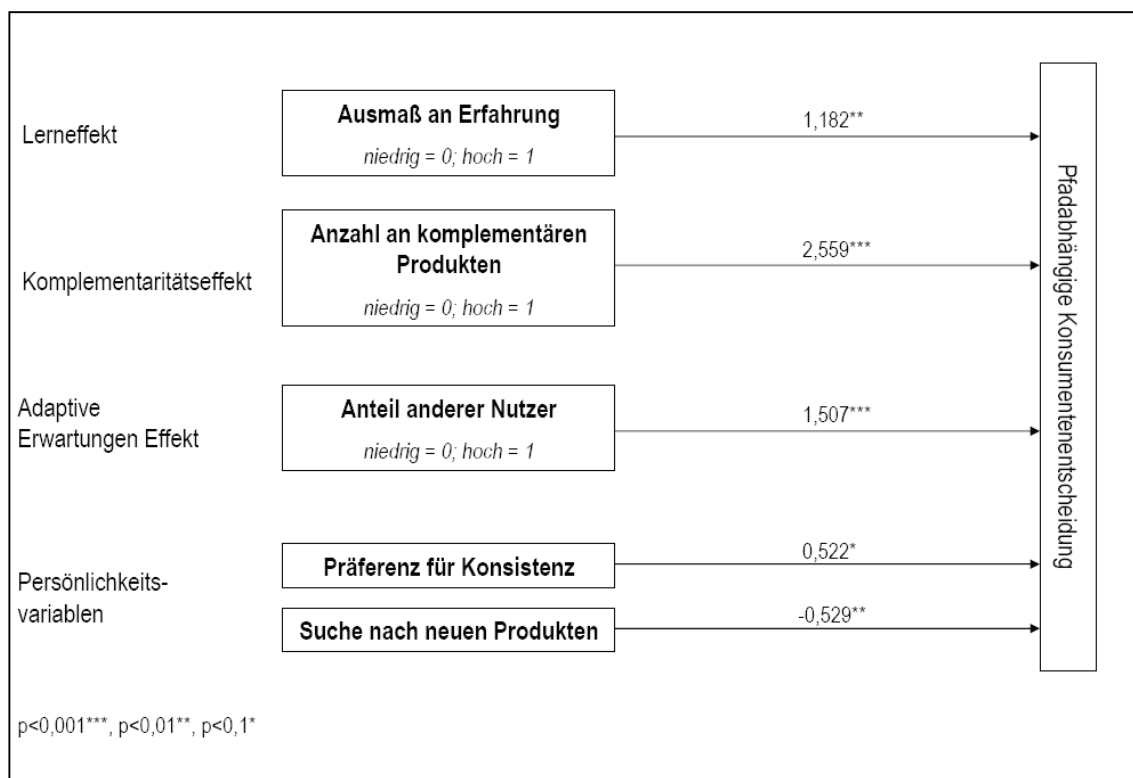 Lerneffekt
Ausmaß an Erfahrung
niedrig = 0; hoch = 1
1,182**
Komplementaritätseffekt
Anzahl an komplementären
Produkten
niedrig = 0; hoch = 1
2,559***
Adaptive
Erwartungen Effekt
Anteil anderer Nutzer
niedrig = 0; hoch = 1
1,507***
Persönlichkeits-
variablen
Präferenz für Konsistenz
0,522*
Suche nach neuen Produkten
-0,529**
Pfadabhängige Konsumentenentscheidung
p<0,001***, p<0,01**, p<0,1*